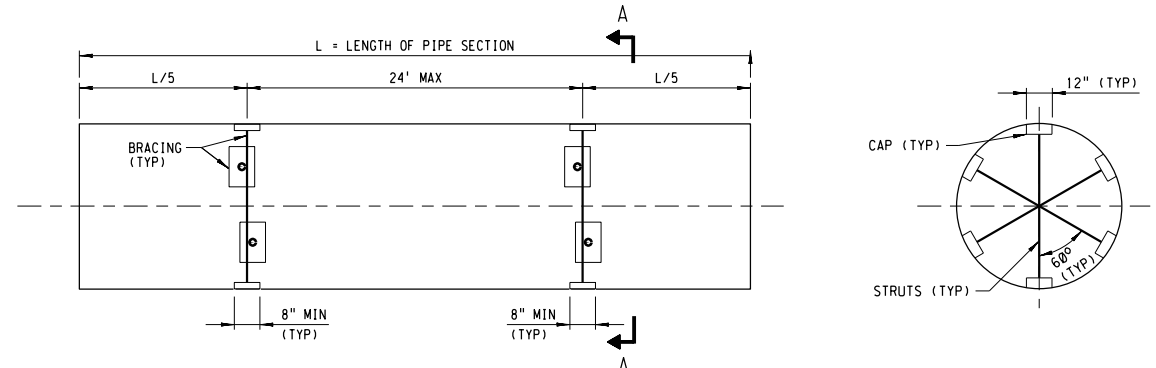 A
L = LENGTH OF PIPE SECTION
L/5
24' MAX
L/5
12" (TYP)
BRACING
(TYP)
CAP (TYP)
60°
(TYP)
STRUTS (TYP)
8" MIN
(TYP)
8" MIN
(TYP)
A